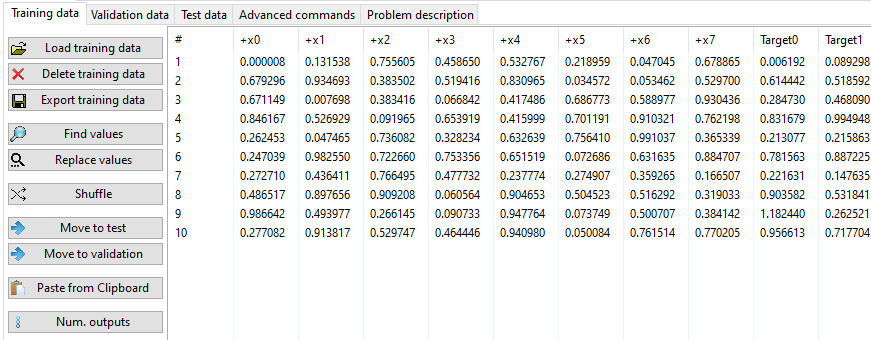 Training data Validation data Test data Advanced commands Problem description
Load training data
Delete training data
Export training data
Find values
Replace values
Shuffle
Move to test
Move to validation
Paste from Clipboard
Num. outputs
# +x0 +x1 +x2 +x3 +x4 +x5 +x6 +x7 Target0 Target1
1 0.000008 0.131538 0.755605 0.458650 0.532767 0.218959 0.047045 0.678865 0.006192 0.089298
2 0.679296 0.934693 0.383502 0.519416 0.830965 0.034572 0.053462 0.529700 0.614442 0.518592
3 0.671149 0.007698 0.383416 0.066842 0.417486 0.686773 0.588977 0.930436 0.284730 0.468090
4 0.846167 0.526929 0.091965 0.653919 0.415999 0.701191 0.910321 0.762198 0.831679 0.994948
5 0.262453 0.047465 0.736082 0.328234 0.632639 0.756410 0.991037 0.365339 0.213077 0.215863
6 0.247039 0.982550 0.722660 0.753356 0.651519 0.072686 0.631635 0.884707 0.781563 0.887225
7 0.272710 0.436411 0.766495 0.477732 0.237774 0.274907 0.359265 0.166507 0.221631 0.147635
8 0.486517 0.897656 0.909208 0.060564 0.904653 0.504523 0.516292 0.319033 0.903582 0.531841
9 0.986642 0.493977 0.266145 0.090733 0.947764 0.073749 0.500707 0.384142 1.182440 0.262521
10 0.277082 0.913817 0.529747 0.464446 0.940980 0.050084 0.761514 0.770205 0.956613 0.717704